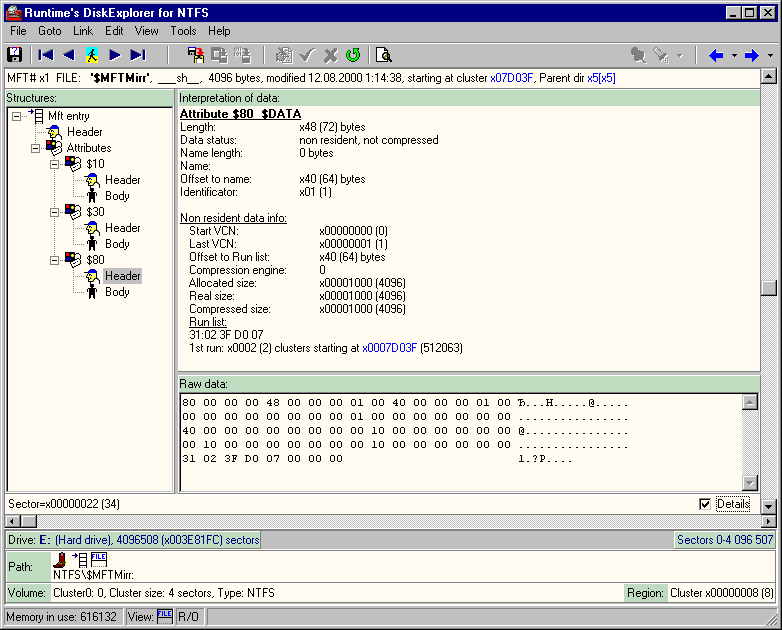 Runtime's DiskExplorer for NTFS
File Goto Link Edit View Tools Help
MFT# x1 FILE: '$MFTMirr', ___sh__, 4096 bytes, modified 12.08.2000 1:14:38, starting at cluster x07D03F, Parent dir x5[x5]
Structures:
Mft entry
Header
Attributes
$10
Header
Body
$30
Header
Body
$80
Header
Body
Interpretation of data:
Attribute $80 $DATA
Length: x48 (72) bytes
Data status: non resident, not compressed
Name length: 0 bytes
Name:
Offset to name: x40 (64) bytes
Identificator: x01 (1)
Non resident data info:
Start VCN: x00000000 (0)
Last VCN: x00000001 (1)
Offset to Run list: x40 (64) bytes
Compression engine: 0
Allocated size: x00001000 (4096)
Real size: x00001000 (4096)
Compressed size: x00001000 (4096)
Run list:
31:02 3F D0 07
1st run: x0002 (2) clusters starting at x0007D03F (512063)
Raw data:
80 00 00 00 48 00 00 00 01 00 40 00 00 00 01 00 Ђ...H.....@.....
00 00 00 00 00 00 00 00 01 00 00 00 00 00 00 00 ................
40 00 00 00 00 00 00 00 00 10 00 00 00 00 00 00 @...............
00 10 00 00 00 00 00 00 00 10 00 00 00 00 00 00 ................
31 02 3F D0 07 00 00 00 1.?Р....
Sector=x00000022 (34)
Details
Drive: E: (Hard drive), 4096508 (x003E81FC) sectors
Sectors 0-4 096 507
Path:
FILE
NTFS\$MFTMirr:
Volume: Cluster0: 0, Cluster size: 4 sectors, Type: NTFS
Region: Cluster x00000008 (8)
Memory in use: 616132 View: FILE R/O